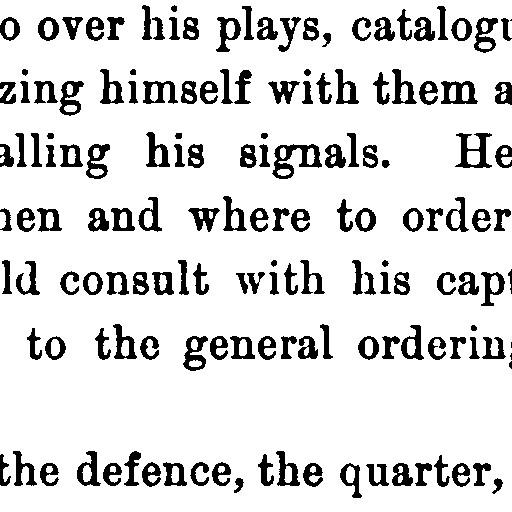 o over his plays, catalogu
zing himself with them a
alling his signals. He
hen and where to order
ld consult with his capt
to the general ordering
the defence, the quarter,